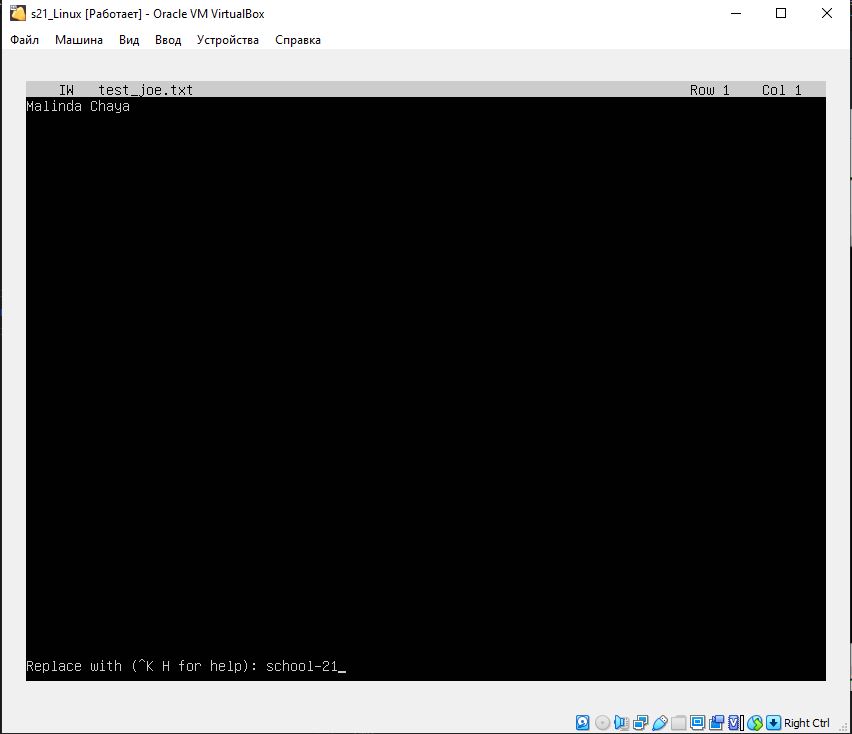 s21_Linux [Работает] - Oracle VM VirtualBox
Файл Машина Вид Ввод Устройства Справка
IW test_joe.txt Row 1 Col 1
Malinda Chaya
Replace with (^K H for help): school-21_
Right Ctrl